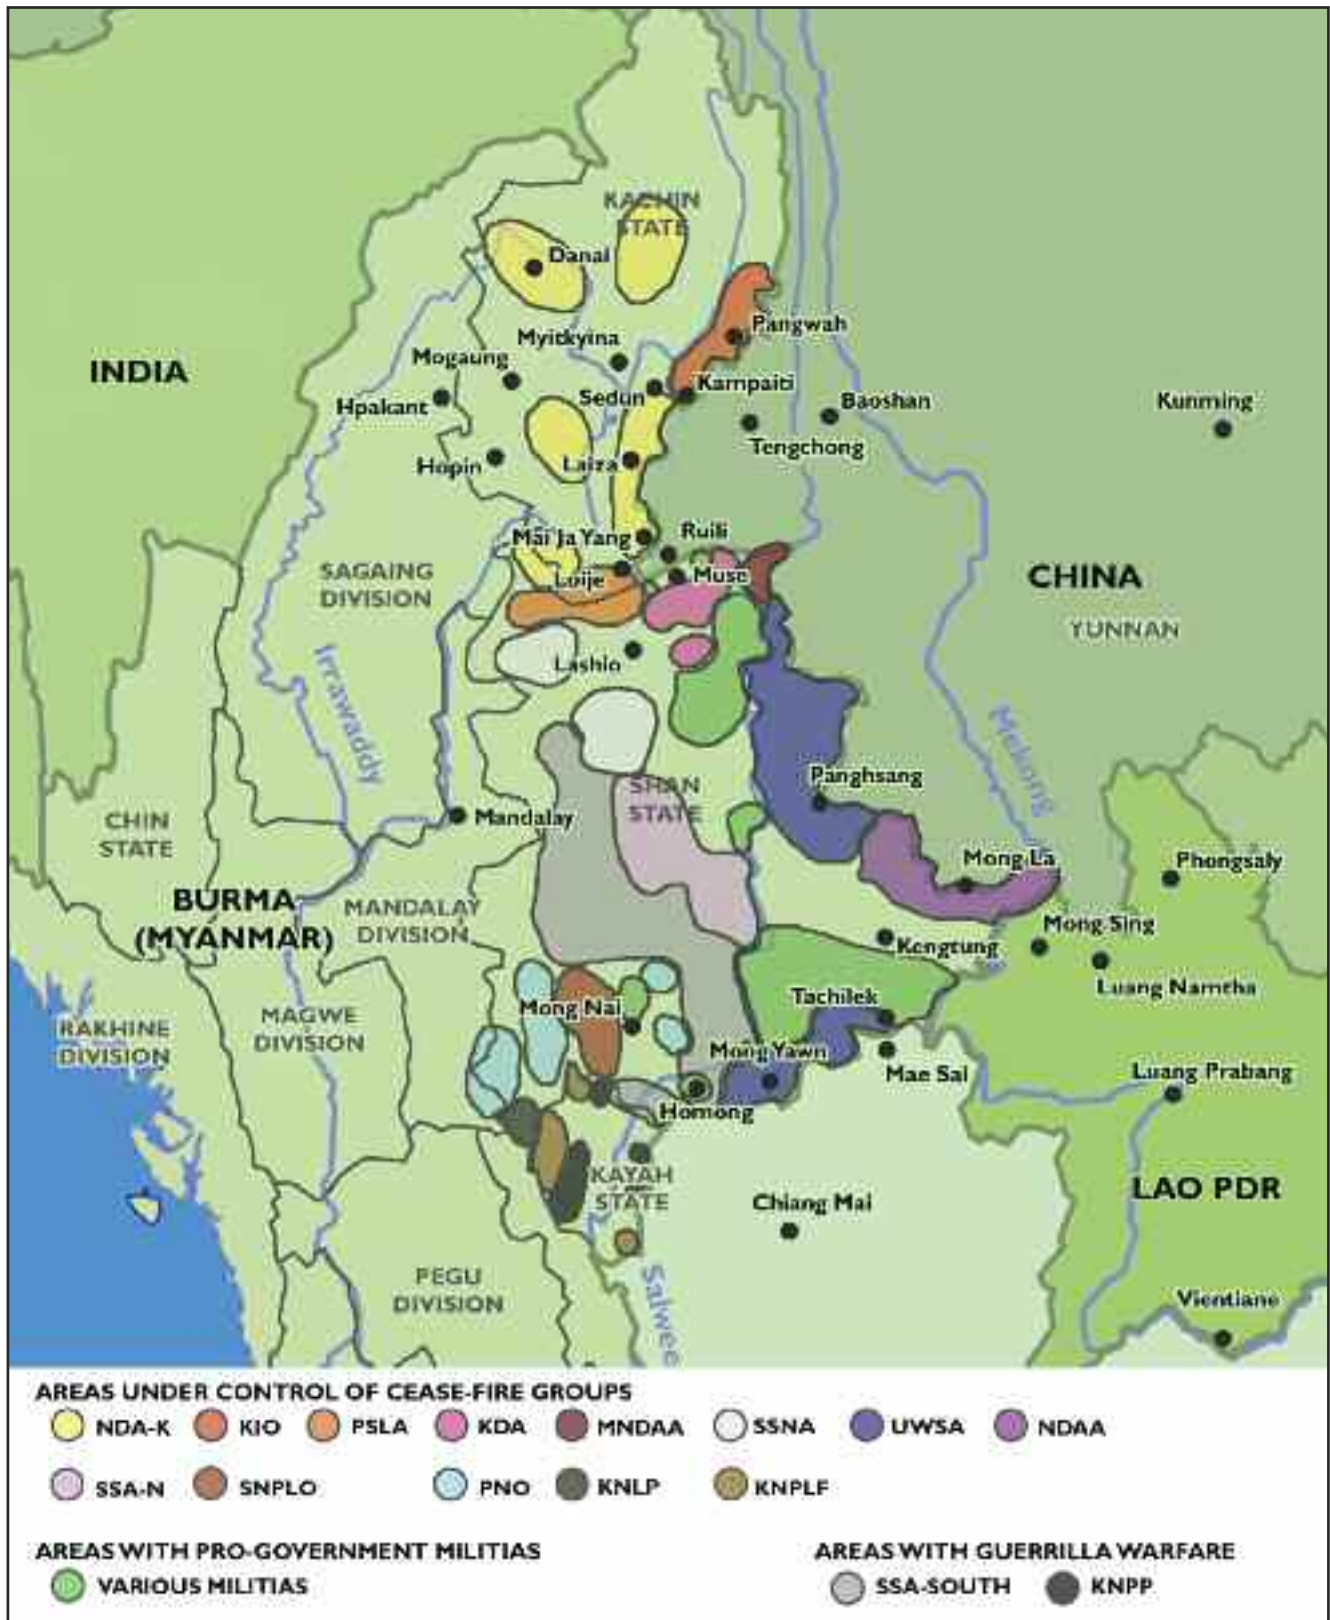 KACHIN
STATE
Danai
Pangwah
Myitkyina
Mogaung
INDIA
Kampaiti
Sedun
Hpakant
Baoshan
Kunming
Tengchong
Hopin
Laiza
Ruili
Mai Ja Yang
Muse
Loije
SAGAING
DIVISION
CHINA
YUNNAN
Lashio
Irrawaddy
Mekong
Panghsang
SHAN
STATE
Mandalay
CHIN
STATE
Mong La
Phongsaly
BURMA
(MYANMAR)
MANDALAY
DIVISION
Mong Sing
Kengtung
Luang Namtha
Tachilek
Mong Nai
MAGWE
DIVISION
RAKHINE
DIVISION
Mong Yawn
Mae Sai
Luang Prabang
Homong
KAYAH
STATE
LAO PDR
Chiang Mai
PEGU
DIVISION
Salwee
Vientiane
AREAS UNDER CONTROL OF CEASE-FIRE GROUPS
NDA-K KIO PSLA KDA MNDAA SSNA UWSA NDAA
SSA-N SNPLO PNO KNLP KNPLF
AREAS WITH PRO-GOVERNMENT MILITIAS
VARIOUS MILITIAS
AREAS WITH GUERRILLA WARFARE
SSA-SOUTH KNPP